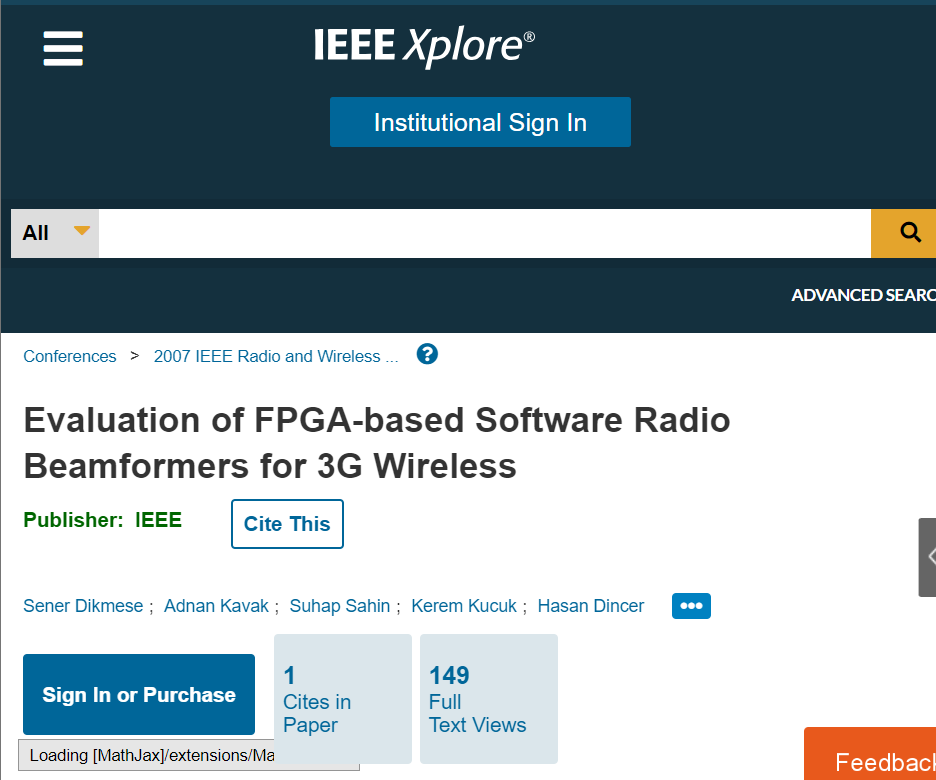 IEEE Xplore®
Institutional Sign In
All
ADVANCED SEARC
Conferences > 2007 IEEE Radio and Wireless ... ?
Evaluation of FPGA-based Software Radio
Beamformers for 3G Wireless
Publisher: IEEE
Cite This
Sener Dikmese ; Adnan Kavak ; Suhap Sahin ; Kerem Kucuk ; Hasan Dincer •••
Sign In or Purchase
1
Cites in
Paper
149
Full
Text Views
Loading [MathJax]/extensions/Ma
Feedback